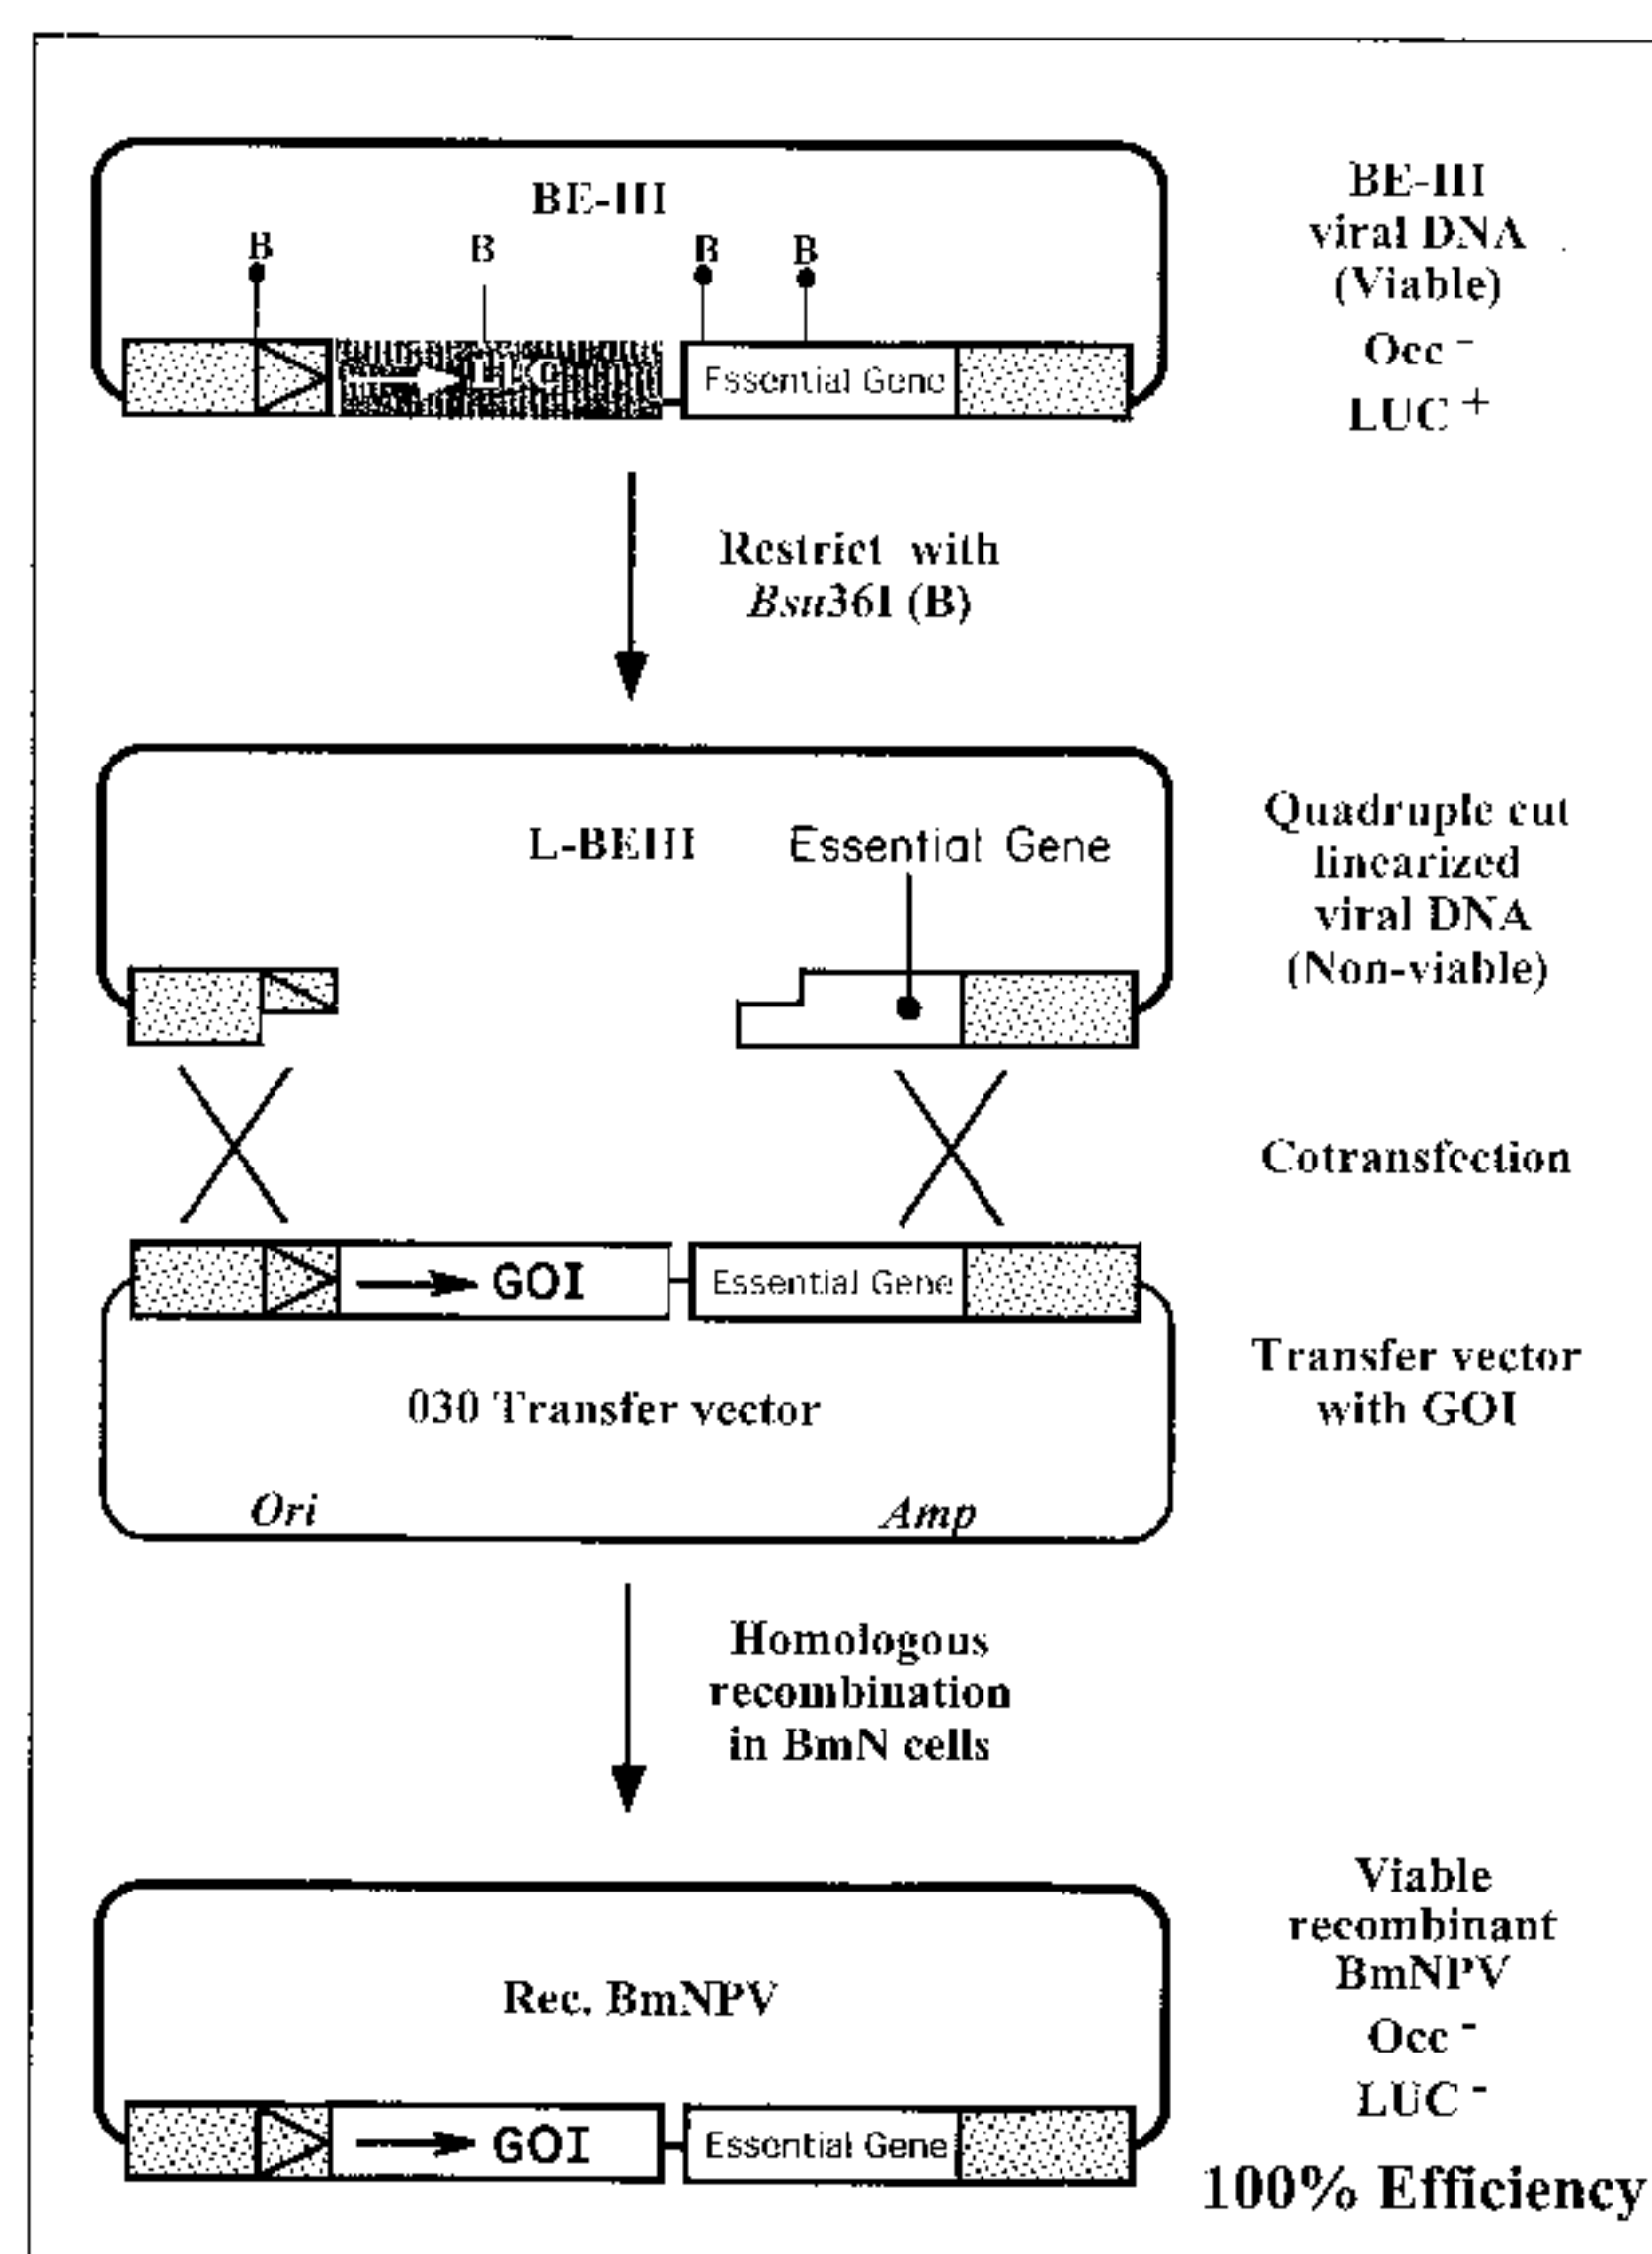 BE-III
B B B B
LUC
Essential Gene
BE-III
viral DNA
(Viable)
Occ -
LUC +
Restrict with
Bsu36I (B)
L-BEIII
Essential Gene
Quadruple cut
linearized
viral DNA
(Non-viable)
Cotransfection
GOI
Essential Gene
030 Transfer vector
Ori
Amp
Transfer vector
with GOI
Homologous
recombination
in BmN cells
Rec. BmNPV
GOI
Essential Gene
Viable
recombinant
BmNPV
Occ -
LUC -
100% Efficiency